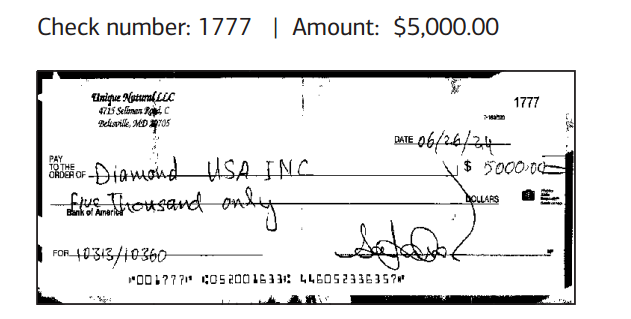 Check number: 1777 | Amount: $5,000.00
Unique Natural LLC
4715 Sellman Road, C
Beltsville, MD 20705
1777
DATE 06/26/24
PAY TO THE ORDER OF Diamond USA INC $ 5000.00
Five Thousand only DOLLARS
Bank of America
FOR 10313/10360
⑈001777⑈ ⑆052001633⑆ 446052336357⑈